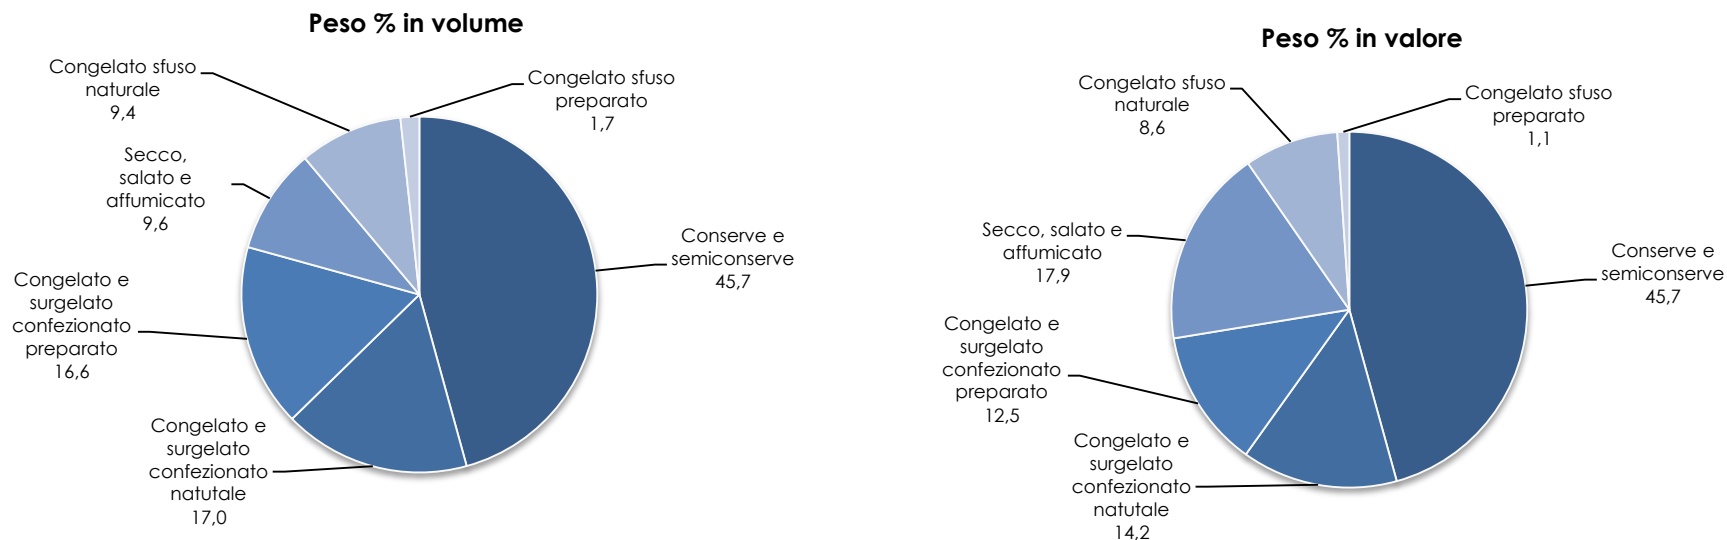 Peso % in volume
Congelato sfuso
naturale
9,4
Congelato sfuso
preparato
1,7
Secco,
salato e
affumicato
9,6
Conserve e
semiconserve
45,7
Congelato e
surgelato
confezionato
preparato
16,6
Congelato e
surgelato
confezionato
natutale
17,0
Peso % in valore
Congelato sfuso
naturale
8,6
Congelato sfuso
preparato
1,1
Secco, salato e
affumicato
17,9
Conserve e
semiconserve
45,7
Congelato e
surgelato
confezionato
preparato
12,5
Congelato e
surgelato
confezionato
natutale
14,2